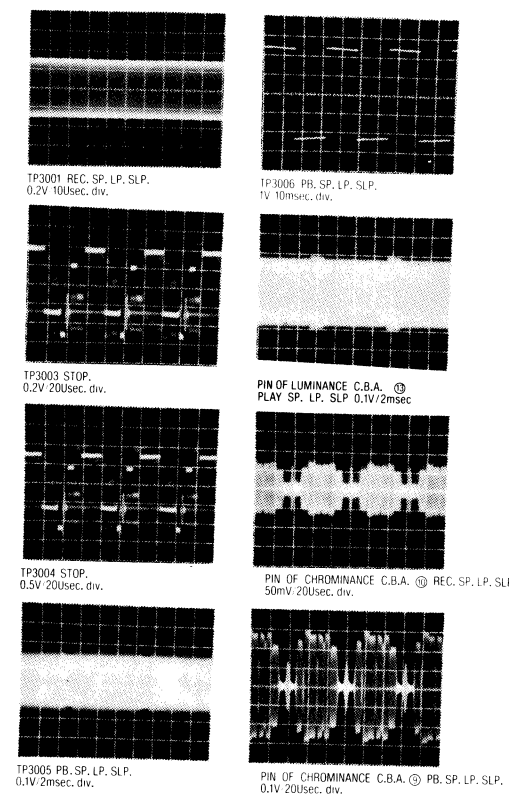 TP3001 REC. SP. LP. SLP.
0.2V 10Usec. div.
TP3003 STOP.
0.2V/20Usec. div.
TP3004 STOP.
0.5V/20Usec. div.
TP3005 PB. SP. LP. SLP.
0.1V/2msec. div.
TP3006 PB. SP. LP. SLP.
1V 10msec. div.
PIN OF LUMINANCE C.B.A. ⑬
PLAY SP. LP. SLP 0.1V/2msec
PIN OF CHROMINANCE C.B.A. ⑩ REC. SP. LP. SL
50mV/20Usec. div.
PIN OF CHROMINANCE C.B.A. ⑨ PB. SP. LP. SLP.
0.1V/20Usec. div.